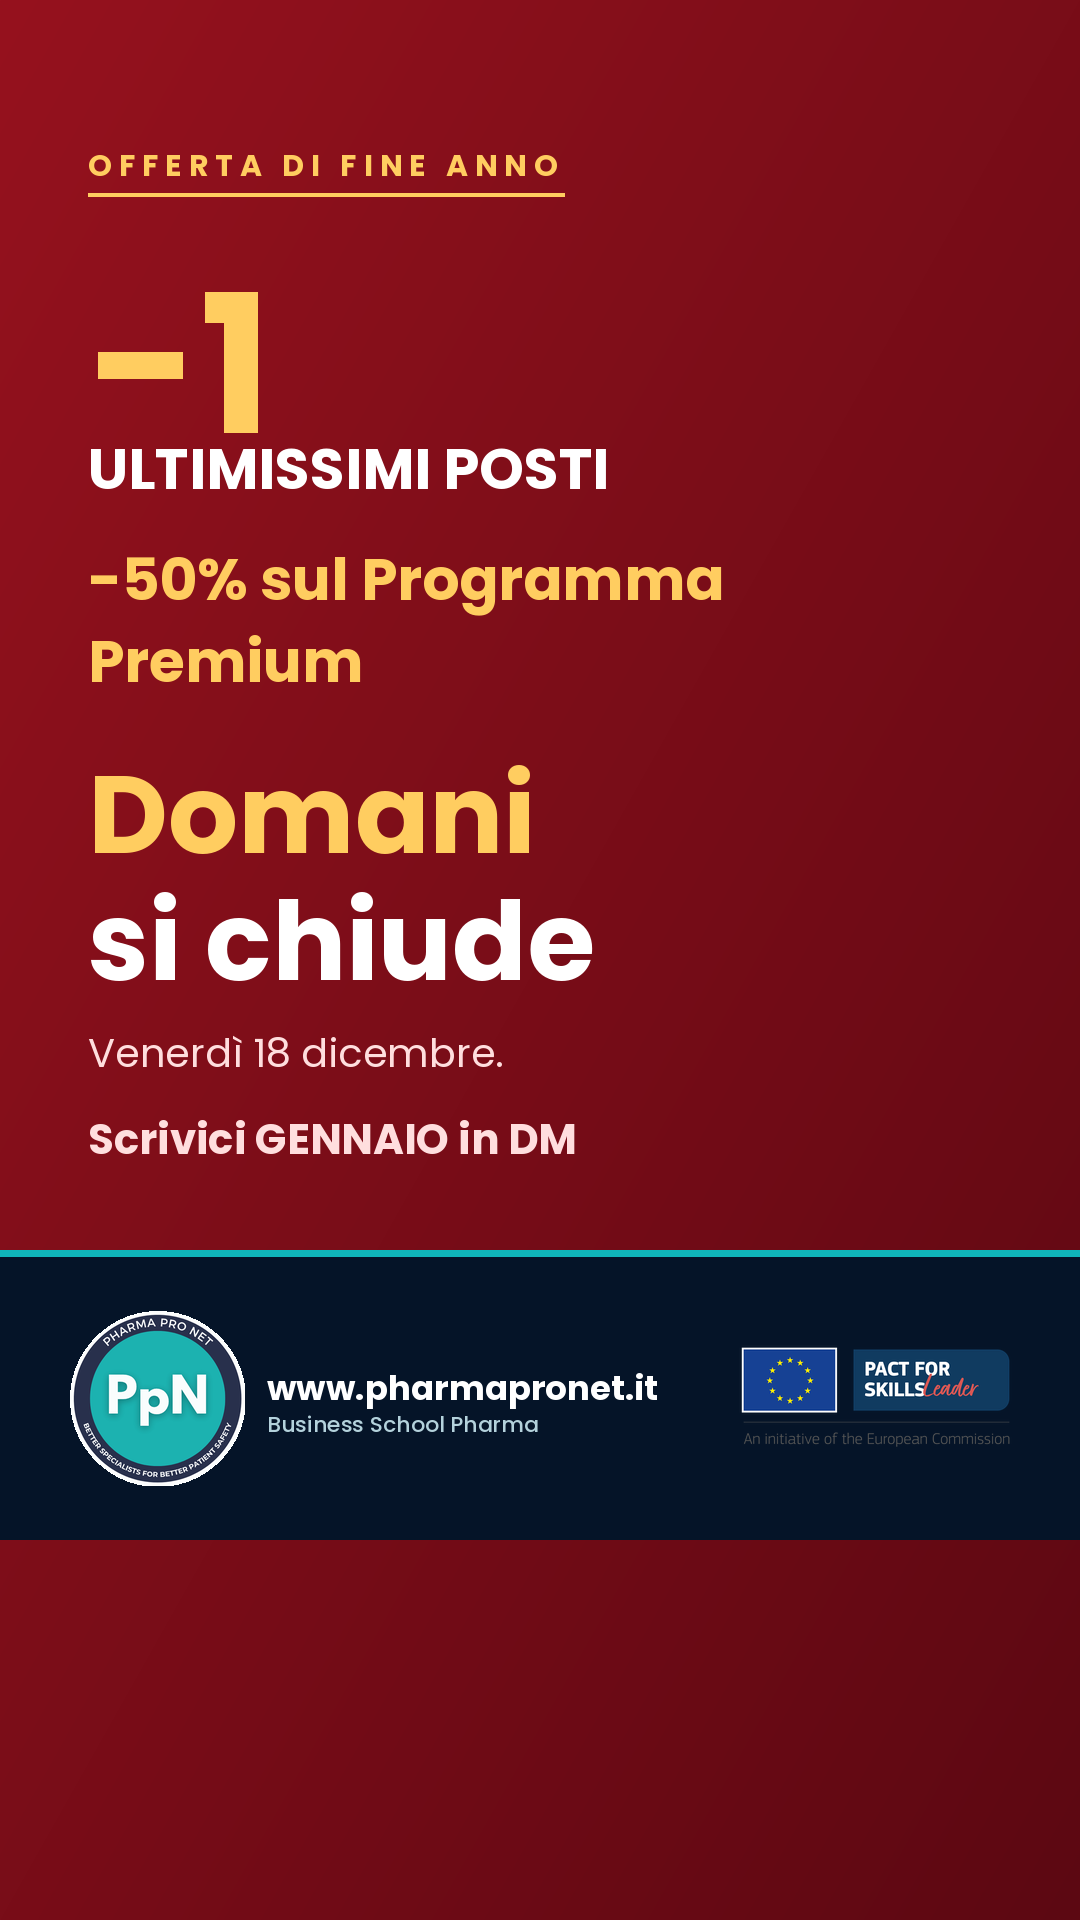 OFFERTA DI FINE ANNO
-1
ULTIMISSIMI POSTI
-50% sul Programma
Premium
Domani
si chiude
Venerdì 18 dicembre.
Scrivici GENNAIO in DM
PHARMA PRO NET
PpN
BETTER SPECIALISTS FOR BETTER PATIENT SAFETY
www.pharmapronet.it
Business School Pharma
PACT FOR
SKILLS Leader
An initiative of the European Commission